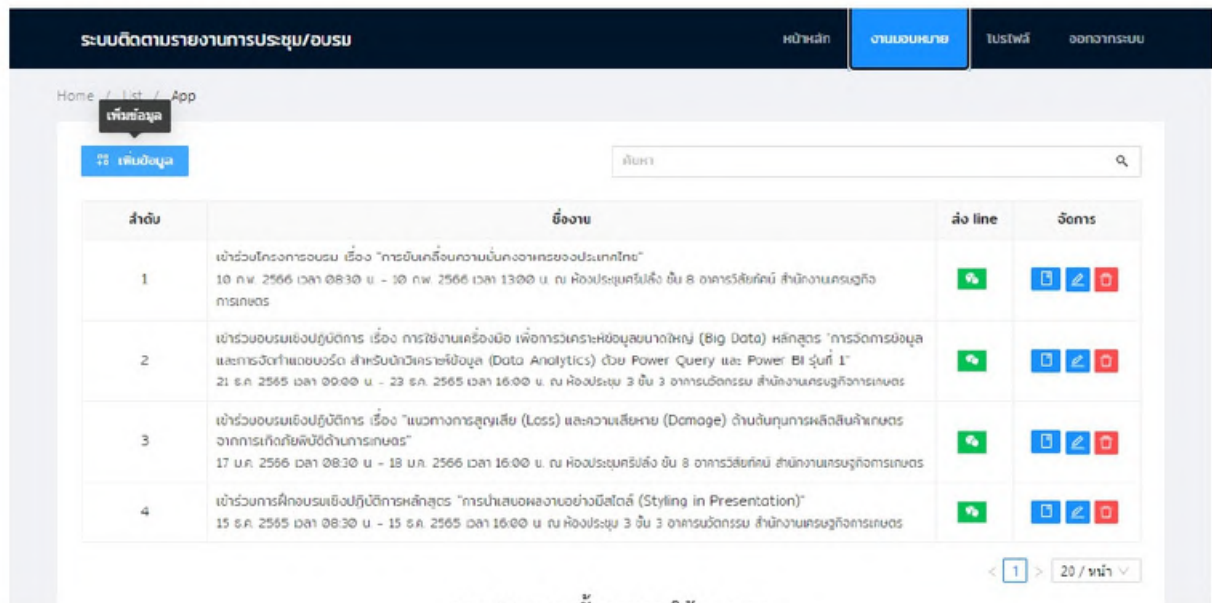 ระบบติดตามรายงานการประชุม/อบรม
หน้าหลัก
งานมอบหมาย
โปรไฟล์
ออกจากระบบ
Home / List / App
เพิ่มข้อมูล
เพิ่มข้อมูล
ค้นหา
ลำดับ
ชื่องาน
ส่ง line
จัดการ
1
เข้าร่วมโครงการอบรม เรื่อง "การขับเคลื่อนความมั่นคงอาหารของประเทศไทย"
10 ก.พ. 2566 เวลา 08:30 น. - 10 ก.พ. 2566 เวลา 13:00 น. ณ ห้องประชุมศรีปลั่ง ชั้น 8 อาคารวิสัยทัศน์ สำนักงานเศรษฐกิจ
การเกษตร
2
เข้าร่วมอบรมเชิงปฏิบัติการ เรื่อง การใช้งานเครื่องมือ เพื่อการวิเคราะห์ข้อมูลขนาดใหญ่ (Big Data) หลักสูตร "การจัดการข้อมูล
และการจัดทำแดชบอร์ด สำหรับนักวิเคราะห์ข้อมูล (Data Analytics) ด้วย Power Query และ Power BI รุ่นที่ 1"
21 ธ.ค. 2565 เวลา 09:00 น. - 23 ธ.ค. 2565 เวลา 16:00 น. ณ ห้องประชุม 3 ชั้น 3 อาคารนวัตกรรม สำนักงานเศรษฐกิจการเกษตร
3
เข้าร่วมอบรมเชิงปฏิบัติการ เรื่อง "แนวทางการสูญเสีย (Loss) และความเสียหาย (Damage) ด้านต้นทุนการผลิตสินค้าเกษตร
จากการเกิดภัยพิบัติด้านการเกษตร"
17 ม.ค. 2566 เวลา 08:30 น. - 18 ม.ค. 2566 เวลา 16:00 น. ณ ห้องประชุมศรีปลั่ง ชั้น 8 อาคารวิสัยทัศน์ สำนักงานเศรษฐกิจการเกษตร
4
เข้าร่วมการฝึกอบรมเชิงปฏิบัติการหลักสูตร "การนำเสนอผลงานอย่างมีสไตล์ (Styling in Presentation)"
15 ธ.ค. 2565 เวลา 08:30 น. - 15 ธ.ค. 2565 เวลา 16:00 น. ณ ห้องประชุม 3 ชั้น 3 อาคารนวัตกรรม สำนักงานเศรษฐกิจการเกษตร
< 1 > 20 / หน้า